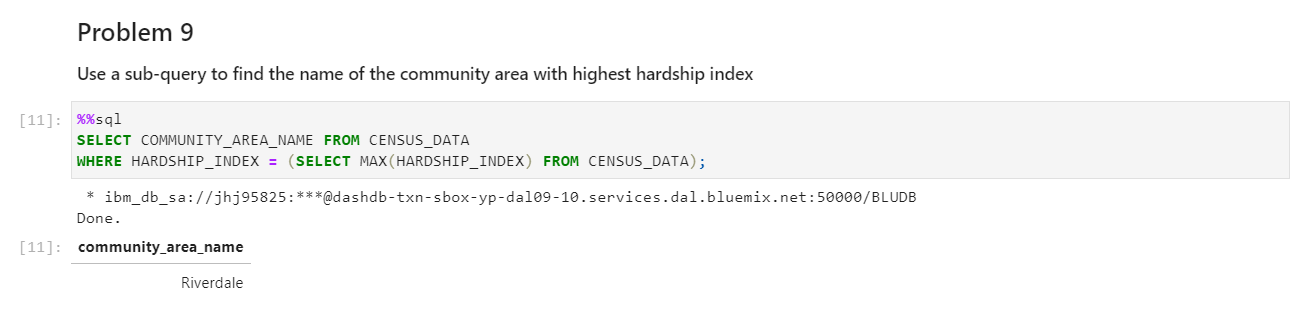 Problem 9
Use a sub-query to find the name of the community area with highest hardship index
[11]: %%sql
SELECT COMMUNITY_AREA_NAME FROM CENSUS_DATA
WHERE HARDSHIP_INDEX = (SELECT MAX(HARDSHIP_INDEX) FROM CENSUS_DATA);
* ibm_db_sa://jhj95825:***@dashdb-txn-sbox-yp-dal09-10.services.dal.bluemix.net:50000/BLUDB
Done.
[11]: community_area_name
Riverdale